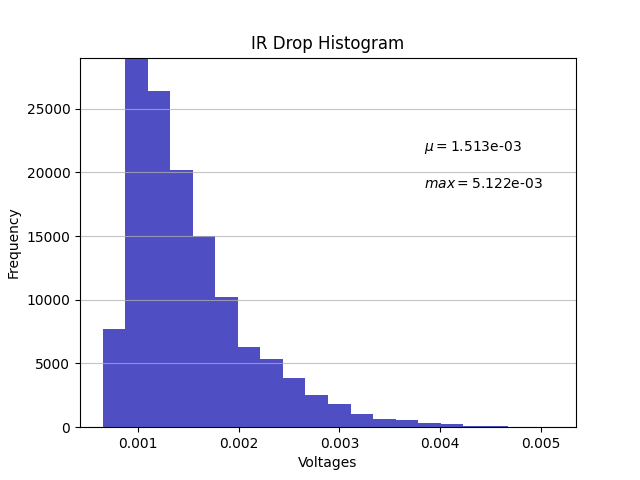 IR Drop Histogram
25000
20000
15000
10000
5000
0
Frequency
μ = 1.513e-03
max = 5.122e-03
0.001 0.002 0.003 0.004 0.005
Voltages